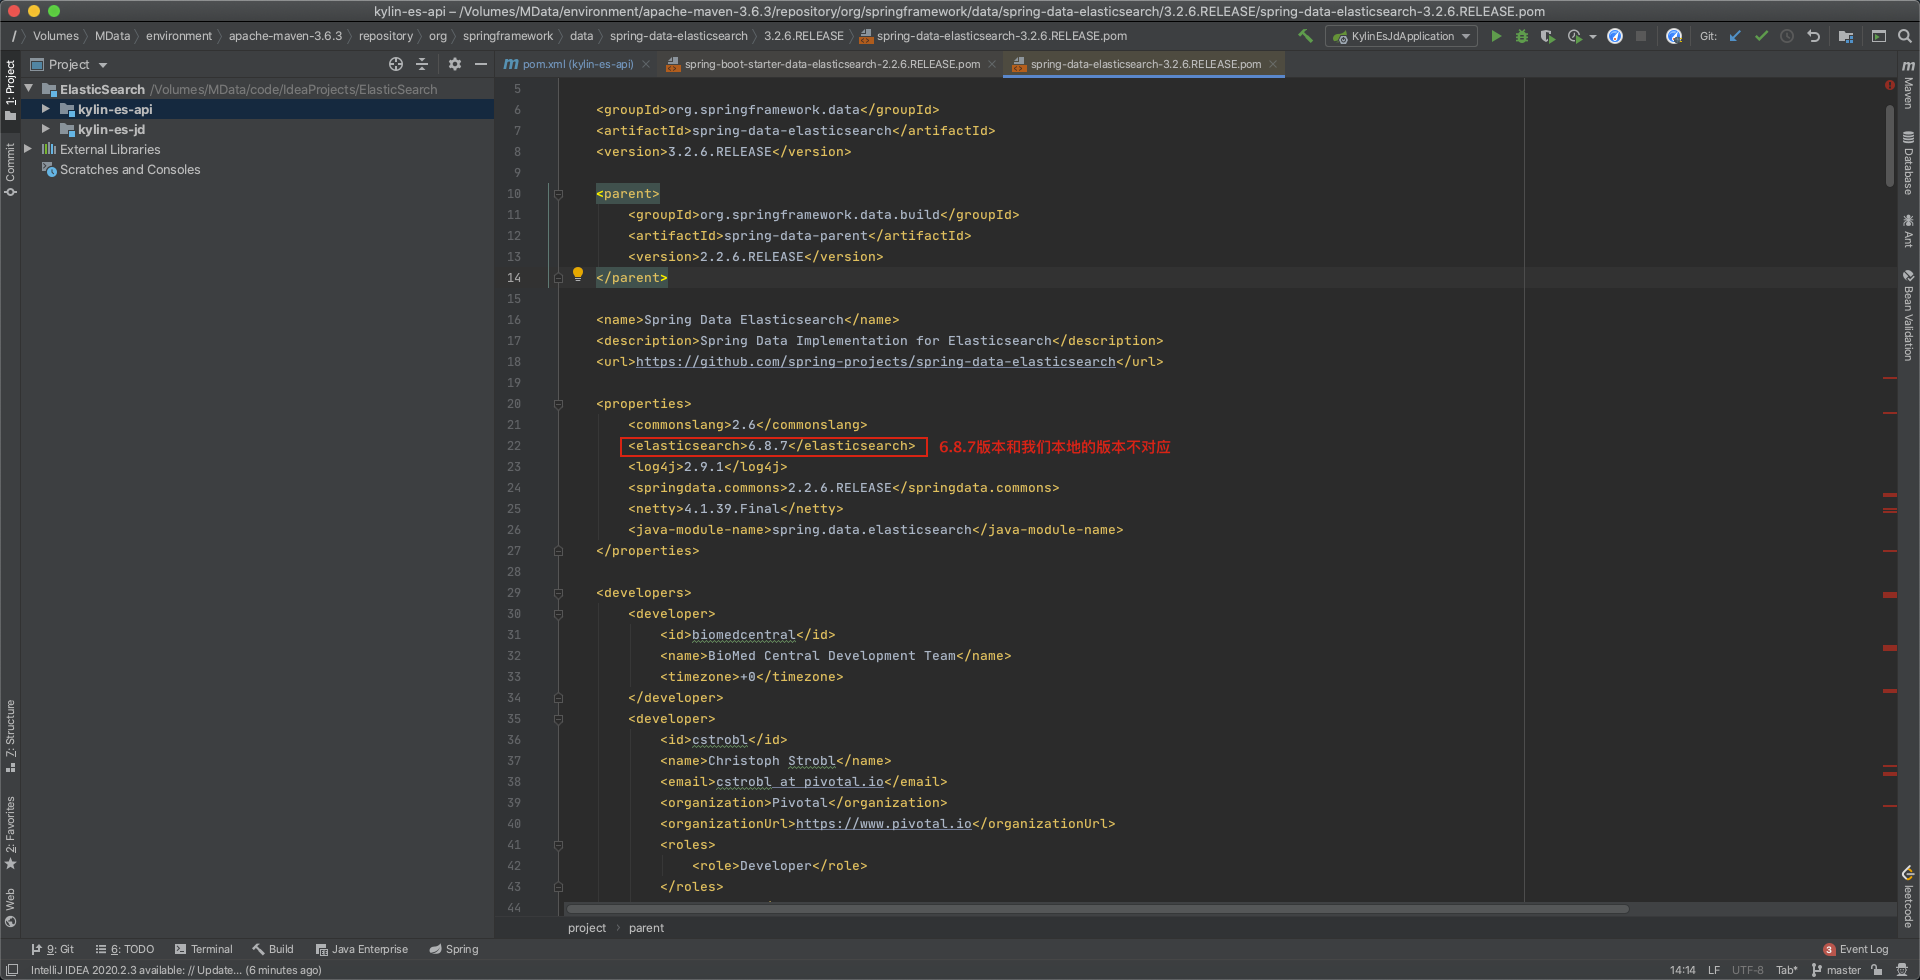 kylin-es-api – /Volumes/MData/environment/apache-maven-3.6.3/repository/org/springframework/data/spring-data-elasticsearch/3.2.6.RELEASE/spring-data-elasticsearch-3.2.6.RELEASE.pom
/ Volumes MData environment apache-maven-3.6.3 repository org springframework data spring-data-elasticsearch 3.2.6.RELEASE spring-data-elasticsearch-3.2.6.RELEASE.pom KylinEsJdApplication Git:
Project
pom.xml (kylin-es-api) spring-boot-starter-data-elasticsearch-2.2.6.RELEASE.pom spring-data-elasticsearch-3.2.6.RELEASE.pom
ElasticSearch /Volumes/MData/code/IdeaProjects/ElasticSearch
kylin-es-api
kylin-es-jd
External Libraries
Scratches and Consoles
1: Project
Commit
Z: Structure
2: Favorites
Web
5
6 <groupId>org.springframework.data</groupId>
7 <artifactId>spring-data-elasticsearch</artifactId>
8 <version>3.2.6.RELEASE</version>
9
10 <parent>
11 <groupId>org.springframework.data.build</groupId>
12 <artifactId>spring-data-parent</artifactId>
13 <version>2.2.6.RELEASE</version>
14 </parent>
15
16 <name>Spring Data Elasticsearch</name>
17 <description>Spring Data Implementation for Elasticsearch</description>
18 <url>https://github.com/spring-projects/spring-data-elasticsearch</url>
19
20 <properties>
21 <commonslang>2.6</commonslang>
22 <elasticsearch>6.8.7</elasticsearch> 6.8.7版本和我们本地的版本不对应
23 <log4j>2.9.1</log4j>
24 <springdata.commons>2.2.6.RELEASE</springdata.commons>
25 <netty>4.1.39.Final</netty>
26 <java-module-name>spring.data.elasticsearch</java-module-name>
27 </properties>
28
29 <developers>
30 <developer>
31 <id>biomedcentral</id>
32 <name>BioMed Central Development Team</name>
33 <timezone>+0</timezone>
34 </developer>
35 <developer>
36 <id>cstrobl</id>
37 <name>Christoph Strobl</name>
38 <email>cstrobl at pivotal.io</email>
39 <organization>Pivotal</organization>
40 <organizationUrl>https://www.pivotal.io</organizationUrl>
41 <roles>
42 <role>Developer</role>
43 </roles>
44
project parent
m
Maven
Database
Ant
Bean Validation
leetcode
9: Git 6: TODO Terminal Build Java Enterprise Spring 3 Event Log
IntelliJ IDEA 2020.2.3 available: // Update... (6 minutes ago) 14:14 LF UTF-8 Tab* master